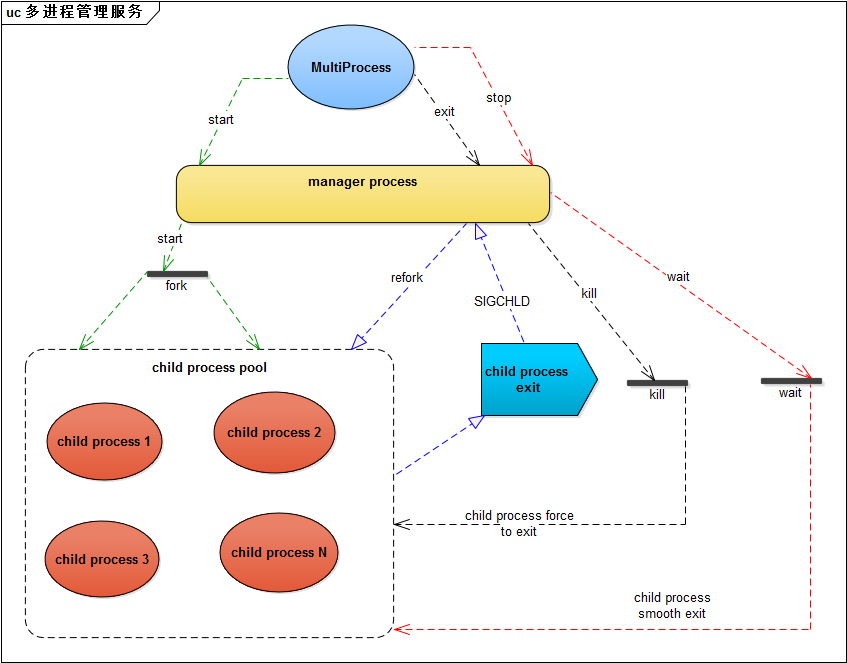 uc 多进程管理服务
MultiProcess
start
exit
stop
manager process
start
fork
refork
SIGCHLD
kill
wait
child process pool
child process
exit
kill
wait
child process 1
child process 2
child process 3
child process N
child process force
to exit
child process
smooth exit